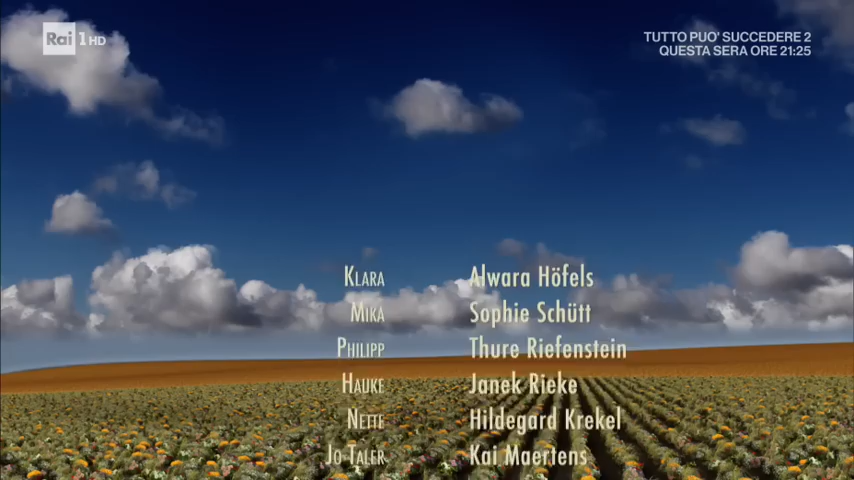 Rai 1 HD
TUTTO PUO' SUCCEDERE 2
QUESTA SERA ORE 21:25
KLARA Alwara Höfels
MIKA Sophie Schütt
PHILIPP Thure Riefenstein
HAUKE Janek Rieke
NETTE Hildegard Krekel
JO TALER Kai Maertens